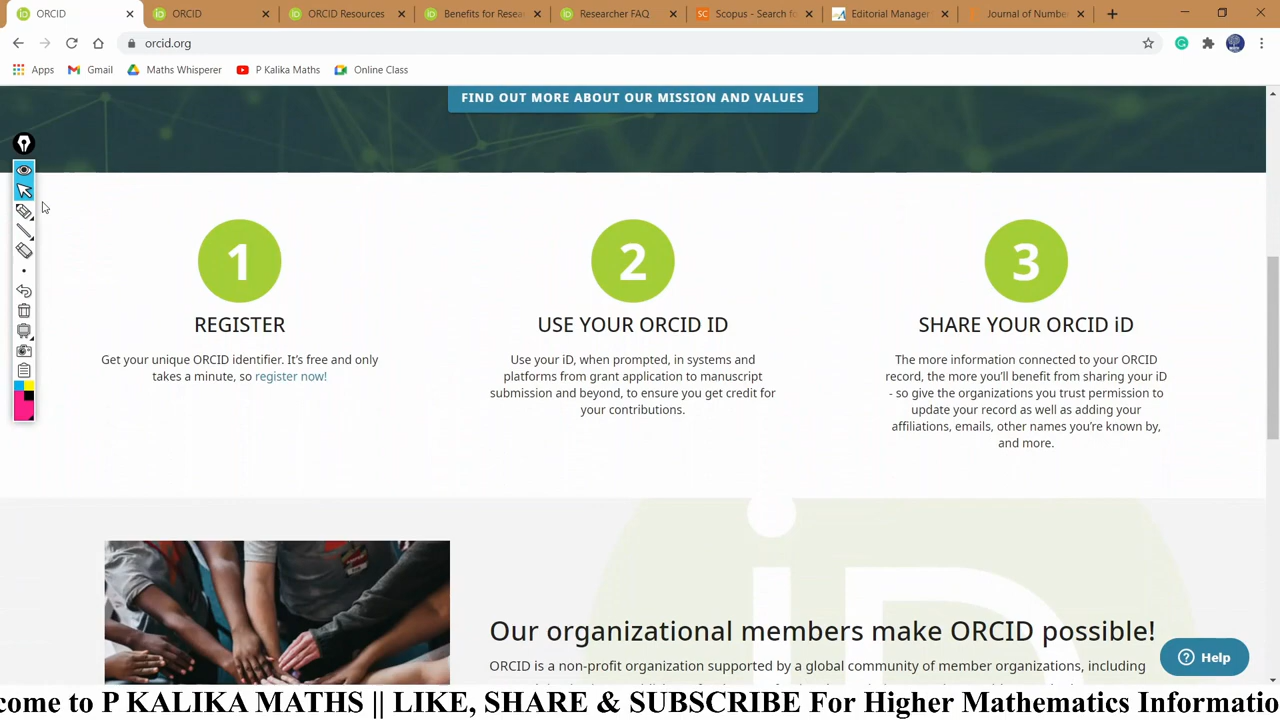 ORCID
ORCID
ORCID Resources
Benefits for Resea
Researcher FAQ
Scopus - Search fo
Editorial Manager
Journal of Numbe
orcid.org
Apps
Gmail
Maths Whisperer
P Kalika Maths
Online Class
FIND OUT MORE ABOUT OUR MISSION AND VALUES
1
REGISTER
Get your unique ORCID identifier. It's free and only
takes a minute, so register now!
2
USE YOUR ORCID ID
Use your iD, when prompted, in systems and
platforms from grant application to manuscript
submission and beyond, to ensure you get credit for
your contributions.
3
SHARE YOUR ORCID iD
The more information connected to your ORCID
record, the more you'll benefit from sharing your iD
- so give the organizations you trust permission to
update your record as well as adding your
affiliations, emails, other names you're known by,
and more.
iD
Our organizational members make ORCID possible!
ORCID is a non-profit organization supported by a global community of member organizations, including
Help
come to P KALIKA MATHS || LIKE, SHARE & SUBSCRIBE For Higher Mathematics Informatio